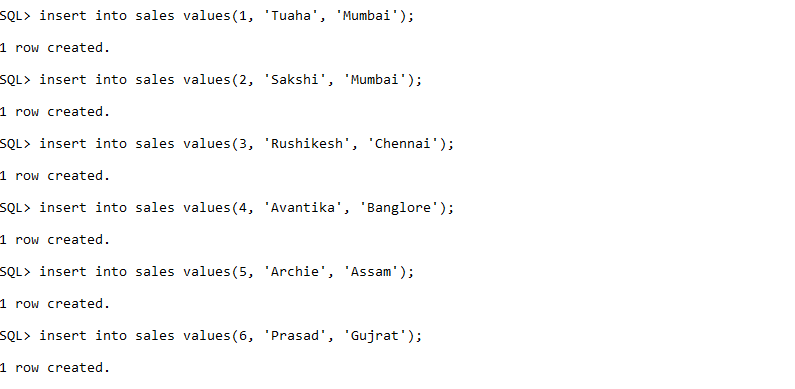 SQL> insert into sales values(1, 'Tuaha', 'Mumbai');
1 row created.
SQL> insert into sales values(2, 'Sakshi', 'Mumbai');
1 row created.
SQL> insert into sales values(3, 'Rushikesh', 'Chennai');
1 row created.
SQL> insert into sales values(4, 'Avantika', 'Banglore');
1 row created.
SQL> insert into sales values(5, 'Archie', 'Assam');
1 row created.
SQL> insert into sales values(6, 'Prasad', 'Gujrat');
1 row created.